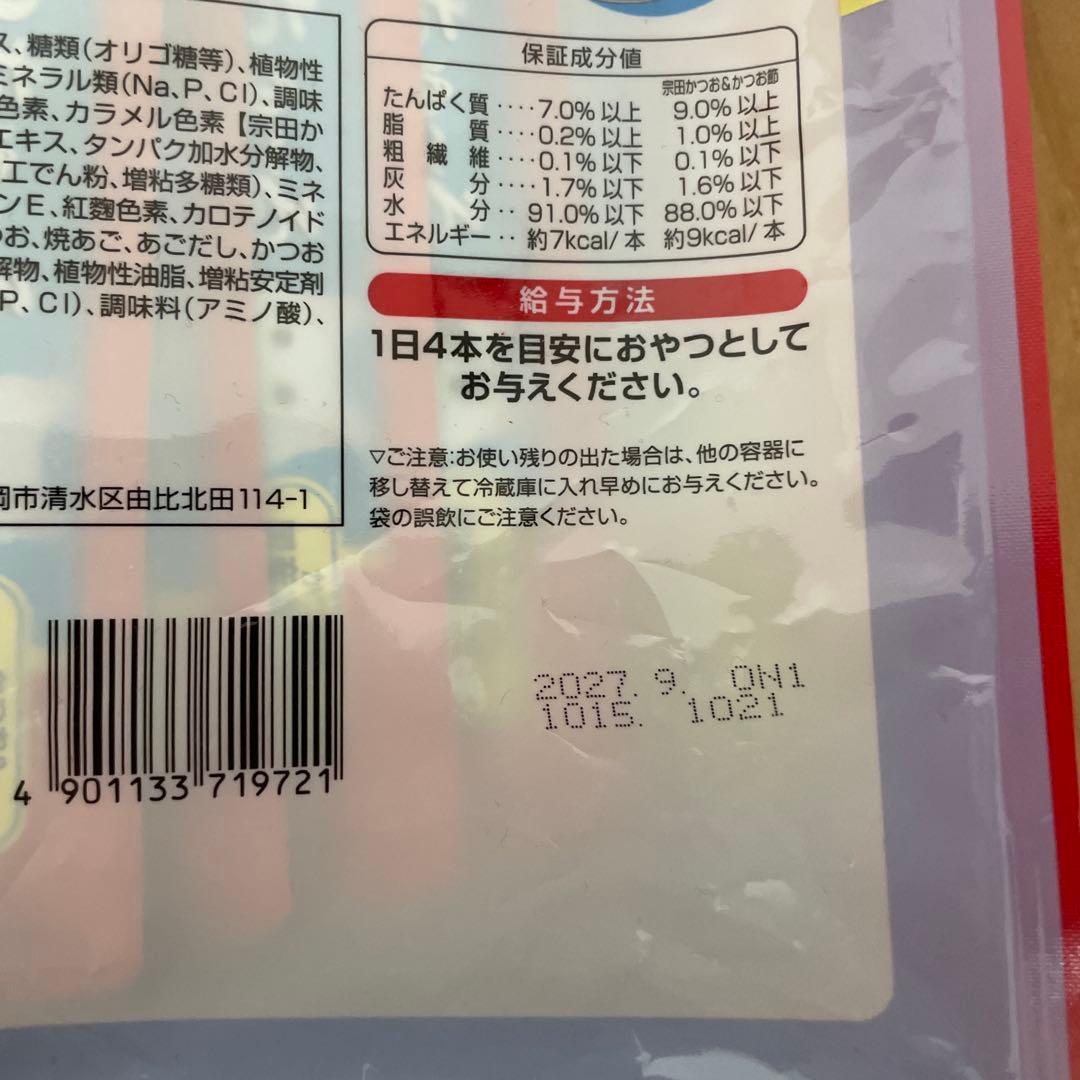 ス、糖類(オリゴ糖等)、植物性
ミネラル類(Na、P、Cl)、調味
色素、カラメル色素【宗田か
エキス、タンパク加水分解物、
工でん粉、増粘多糖類)、ミネ
ンE、紅麴色素、カロテノイド
お、焼あご、あごだし、かつお
解物、植物性油脂、増粘安定剤
P、Cl)、調味料(アミノ酸)、
岡市清水区由比北田114-1
保証成分値
宗田かつお&かつお節
たんぱく質 ････7.0%以上 9.0%以上
脂質････0.2%以上 1.0%以上
粗繊維････0.1%以下 0.1%以下
灰分････1.7%以下 1.6%以下
水分‥91.0%以下 88.0%以下
エネルギー‥約7kcal/本 約9kcal/本
給与方法
1日4本を目安におやつとして
お与えください。
▽ご注意:お使い残りの出た場合は、他の容器に
移し替えて冷蔵庫に入れ早めにお与えください。
袋の誤飲にご注意ください。
2027. 9. ON1
1015. 1021
4 901133 719721